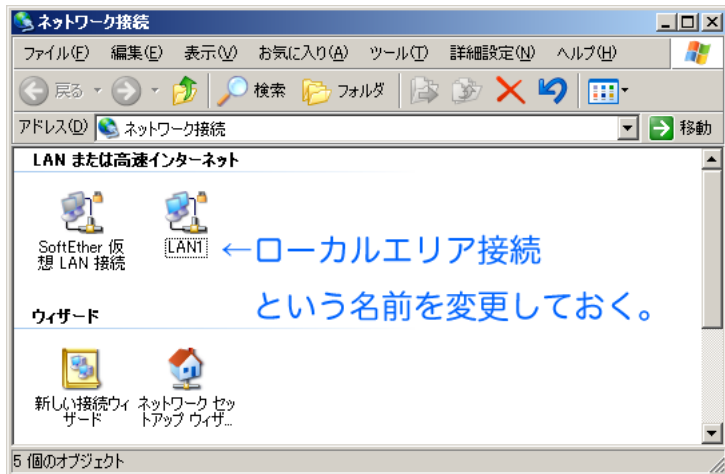 ネットワーク接続
ファイル(F) 編集(E) 表示(V) お気に入り(A) ツール(T) 詳細設定(N) ヘルプ(H)
戻る 検索 フォルダ
アドレス(D) ネットワーク接続 移動
LAN または高速インターネット
SoftEther 仮
想 LAN 接続
LAN1
←ローカルエリア接続
という名前を変更しておく。
ウィザード
新しい接続ウィ
ザード
ネットワーク セッ
トアップ ウィザ...
5 個のオブジェクト